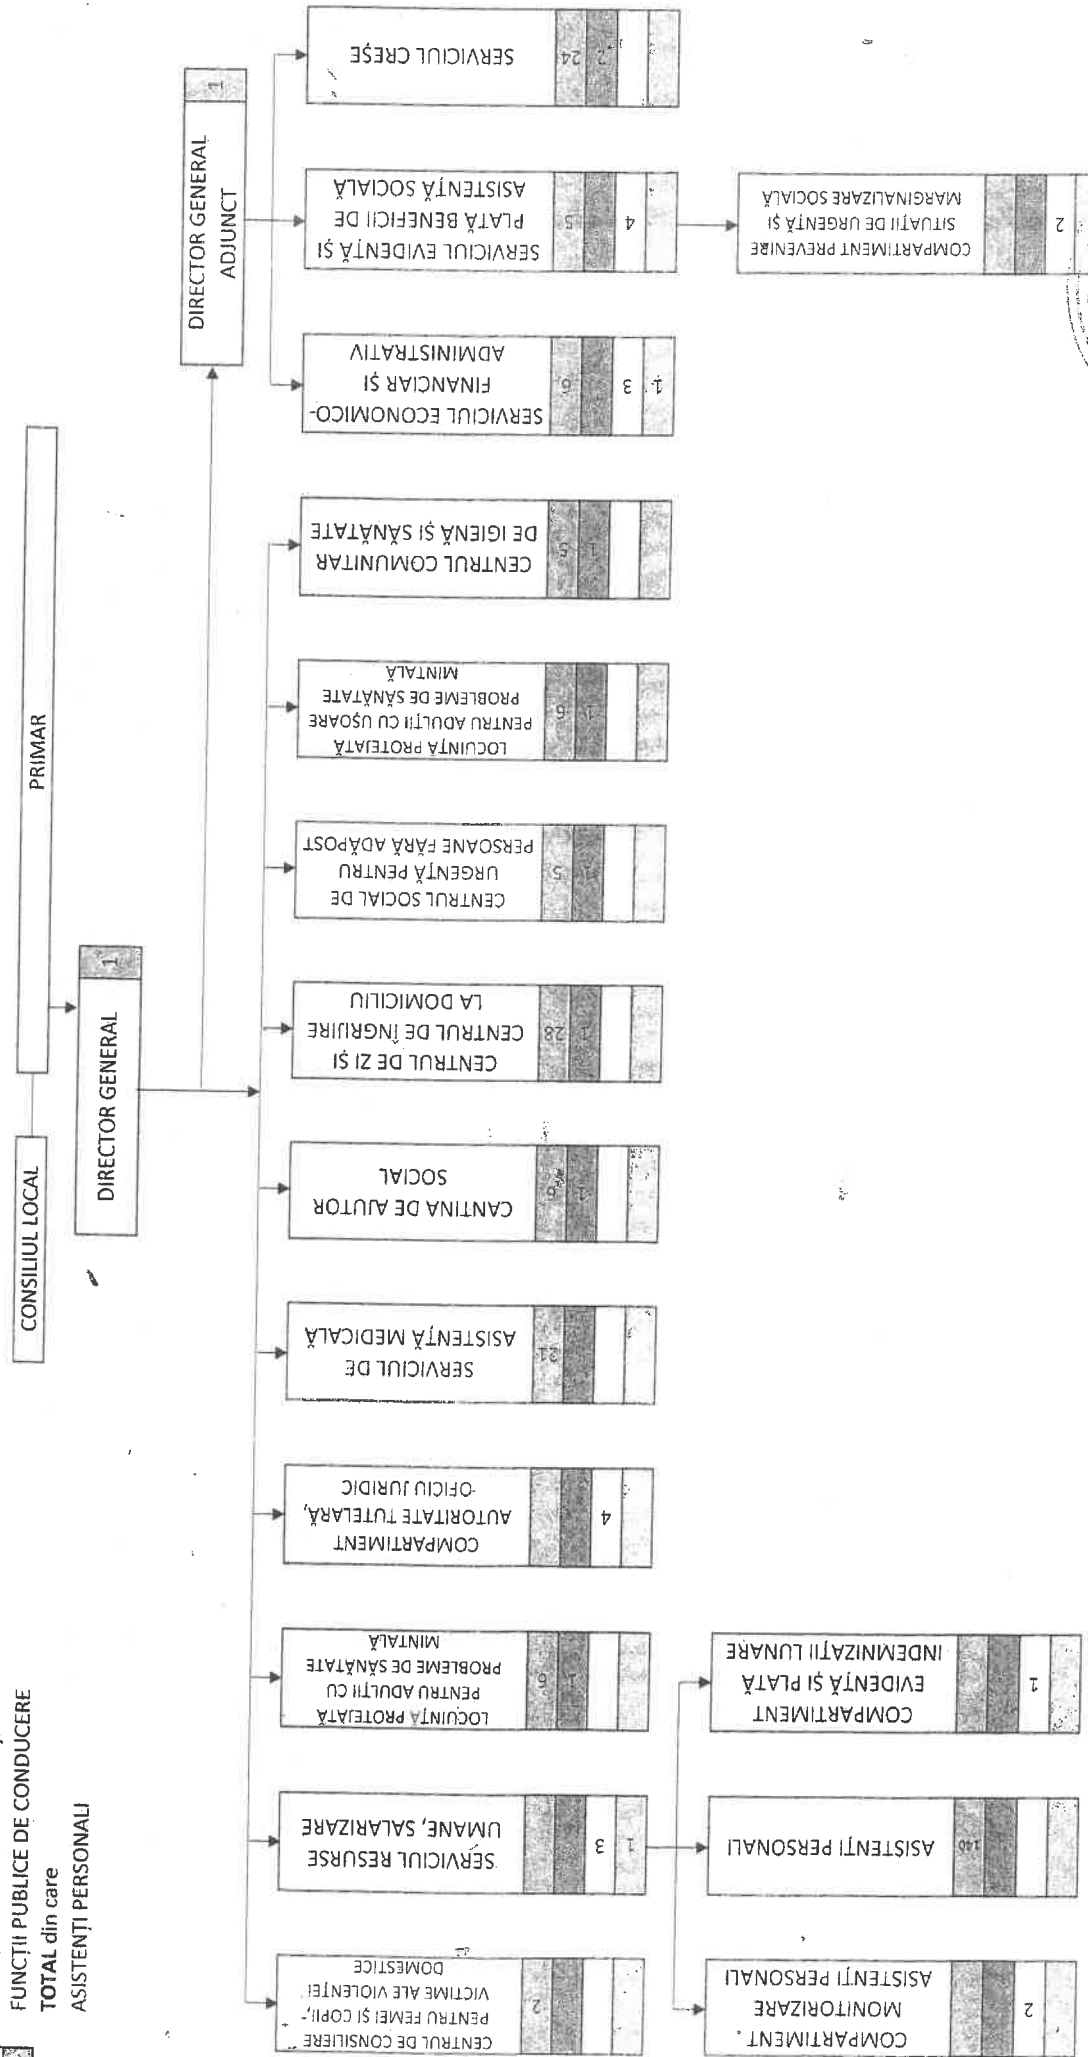 FUNCȚII PUBLICE DE CONDUCERE
TOTAL din care
ASISTENȚI PERSONALI
CONSILIUL LOCAL
PRIMAR
DIRECTOR GENERAL
1
DIRECTOR GENERAL
ADJUNCT
1
CENTRUL DE CONSILIERE
PENTRU FEMEI ȘI COPII-
VICTIME ALE VIOLENȚEI
DOMESTICE
2
SERVICIUL RESURSE
UMANE, SALARIZARE
3
1
LOCUINȚA PROTEJATĂ
PENTRU ADULȚII CU
PROBLEME DE SĂNĂTATE
MINTALĂ
6
1
COMPARTIMENT
AUTORITATE TUTELARĂ,
-OFICIU JURIDIC
4
SERVICIUL DE
ASISTENȚĂ MEDICALĂ
21
CANTINA DE AJUTOR
SOCIAL
6
1
CENTRUL DE ZI ȘI
CENTRUL DE ÎNGRIJIRE
LA DOMICILIU
28
1
CENTRUL SOCIAL DE
URGENȚĂ PENTRU
PERSOANE FĂRĂ ADĂPOST
5
LOCUINȚĂ PROTEJATĂ
PENTRU ADULȚII CU UȘOARE
PROBLEME DE SĂNĂTATE
MINTALĂ
6
1
CENTRUL COMUNITAR
DE IGIENĂ ȘI SĂNĂTATE
5
1
SERVICIUL ECONOMICO-
FINANCIAR ȘI
ADMINISTRATIV
6
3
1
SERVICIUL EVIDENȚĂ ȘI
PLATĂ BENEFICII DE
ASISTENȚĂ SOCIALĂ
5
4
SERVICIUL CREȘE
24
2
COMPARTIMENT
MONITORIZARE
ASISTENȚI PERSONALI
2
ASISTENȚI PERSONALI
140
COMPARTIMENT
EVIDENȚĂ ȘI PLATĂ
INDEMNIZAȚII LUNARE
1
COMPARTIMENT PREVENIRE
SITUAȚII DE URGENȚĂ ȘI
MARGINALIZARE SOCIALĂ
2